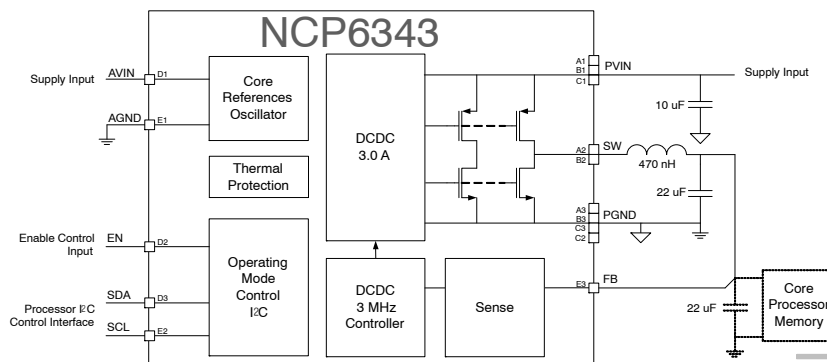 NCP6343
Supply Input
AVIN
D1
AGND
E1
Core
References
Oscillator
Thermal
Protection
Enable Control
Input
EN
D2
Processor I²C
Control Interface
SDA
D3
SCL
E2
Operating
Mode
Control
I²C
DCDC
3.0 A
DCDC
3 MHz
Controller
Sense
A1
B1
C1
PVIN
Supply Input
10 uF
A2
B2
SW
470 nH
22 uF
A3
B3
C3
C2
PGND
E3
FB
22 uF
Core
Processor
Memory